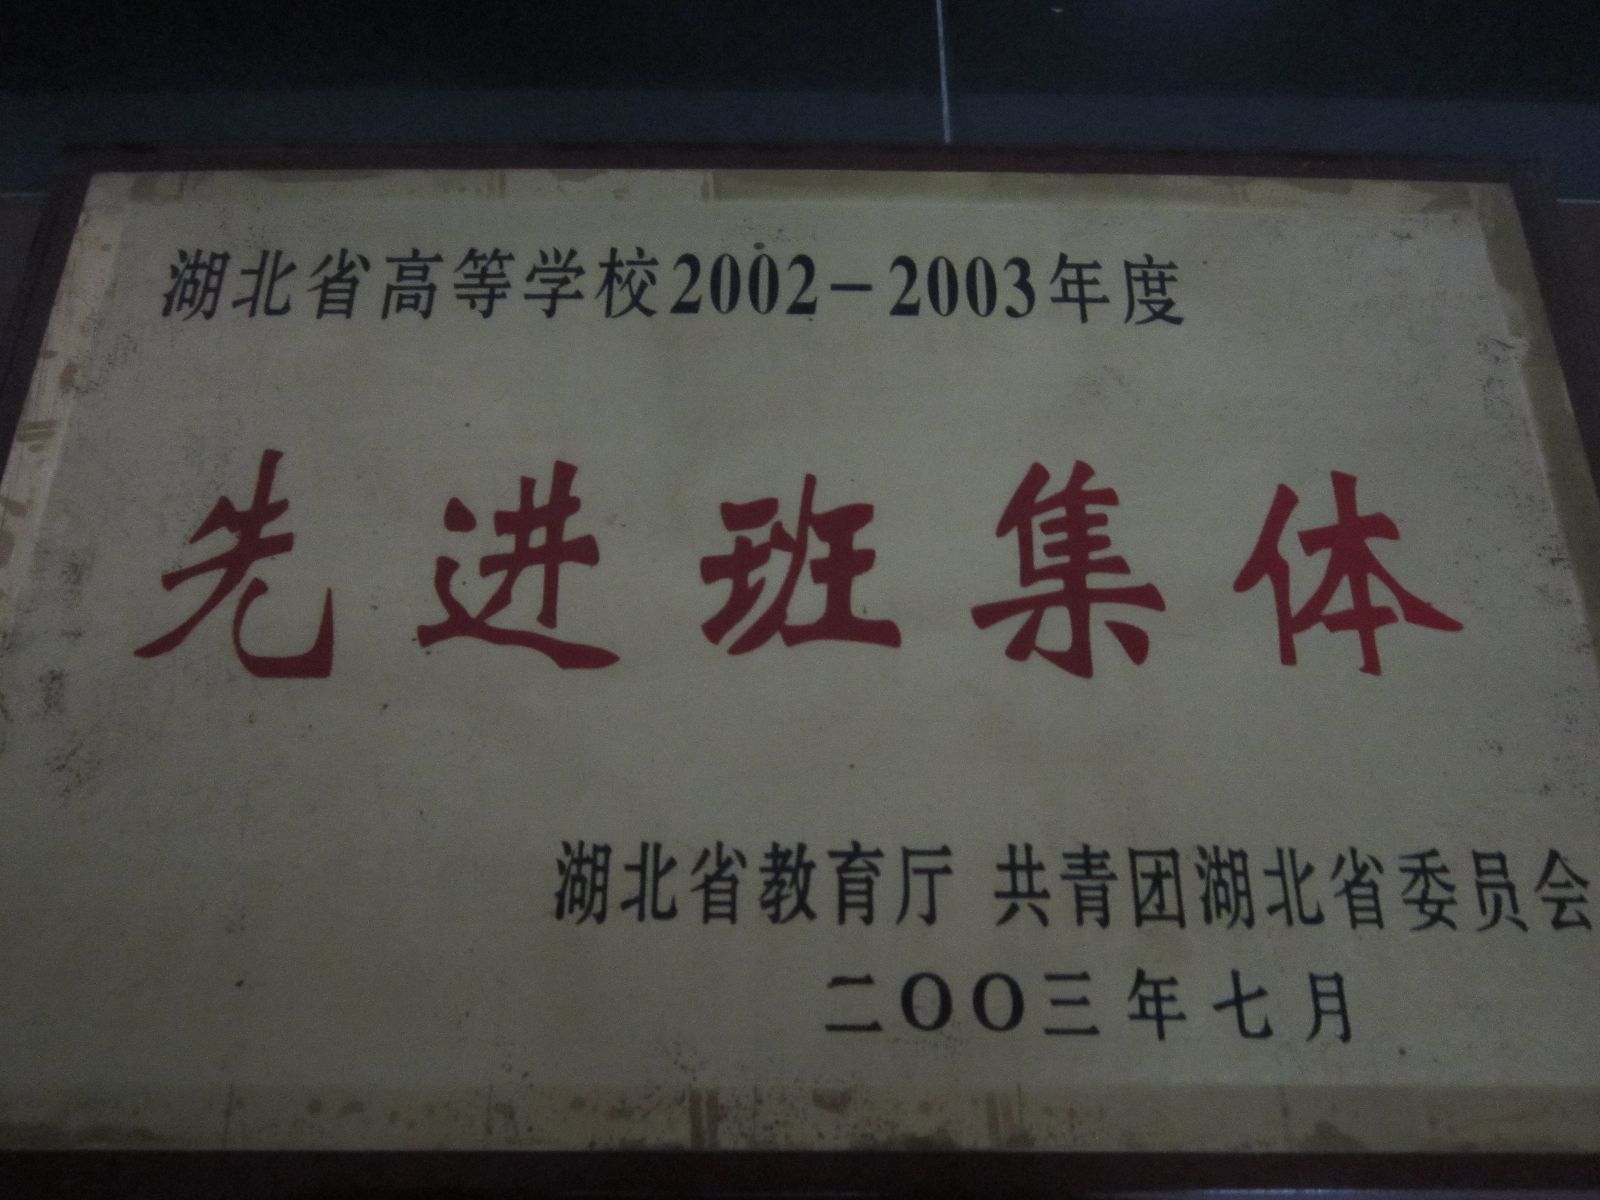 湖北省高等学校2002-2003年度
先进班集体
湖北省教育厅 共青团湖北省委员会
二〇〇三年七月